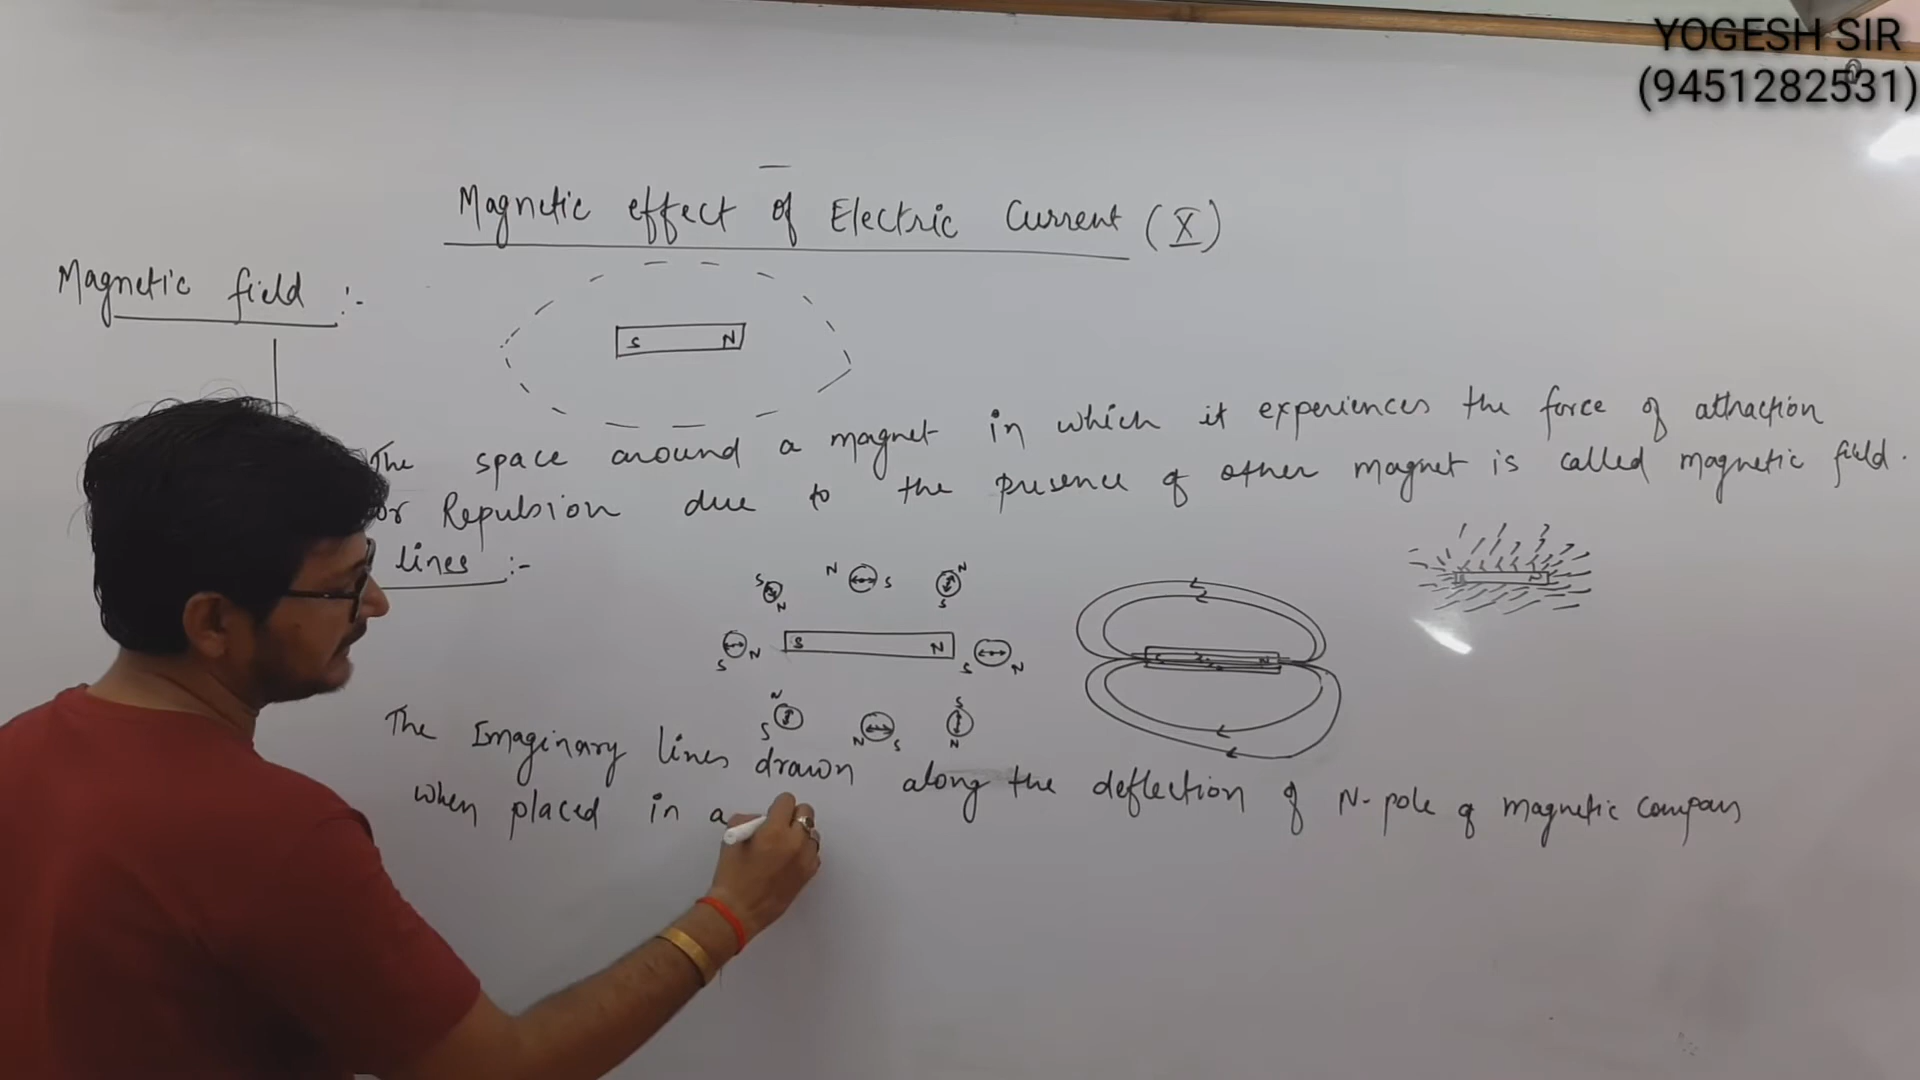 YOGESH SIR
(9451282531)
Magnetic effect of Electric Current (X)
Magnetic field :-
S N
The space around a magnet in which it experiences the force of attraction
or Repulsion due to the presence of other magnet is called magnetic field.
lines :-
S N N S N S
S N S N S N
N S N S S N
The Imaginary lines drawn along the deflection of N-pole of magnetic compass
when placed in a